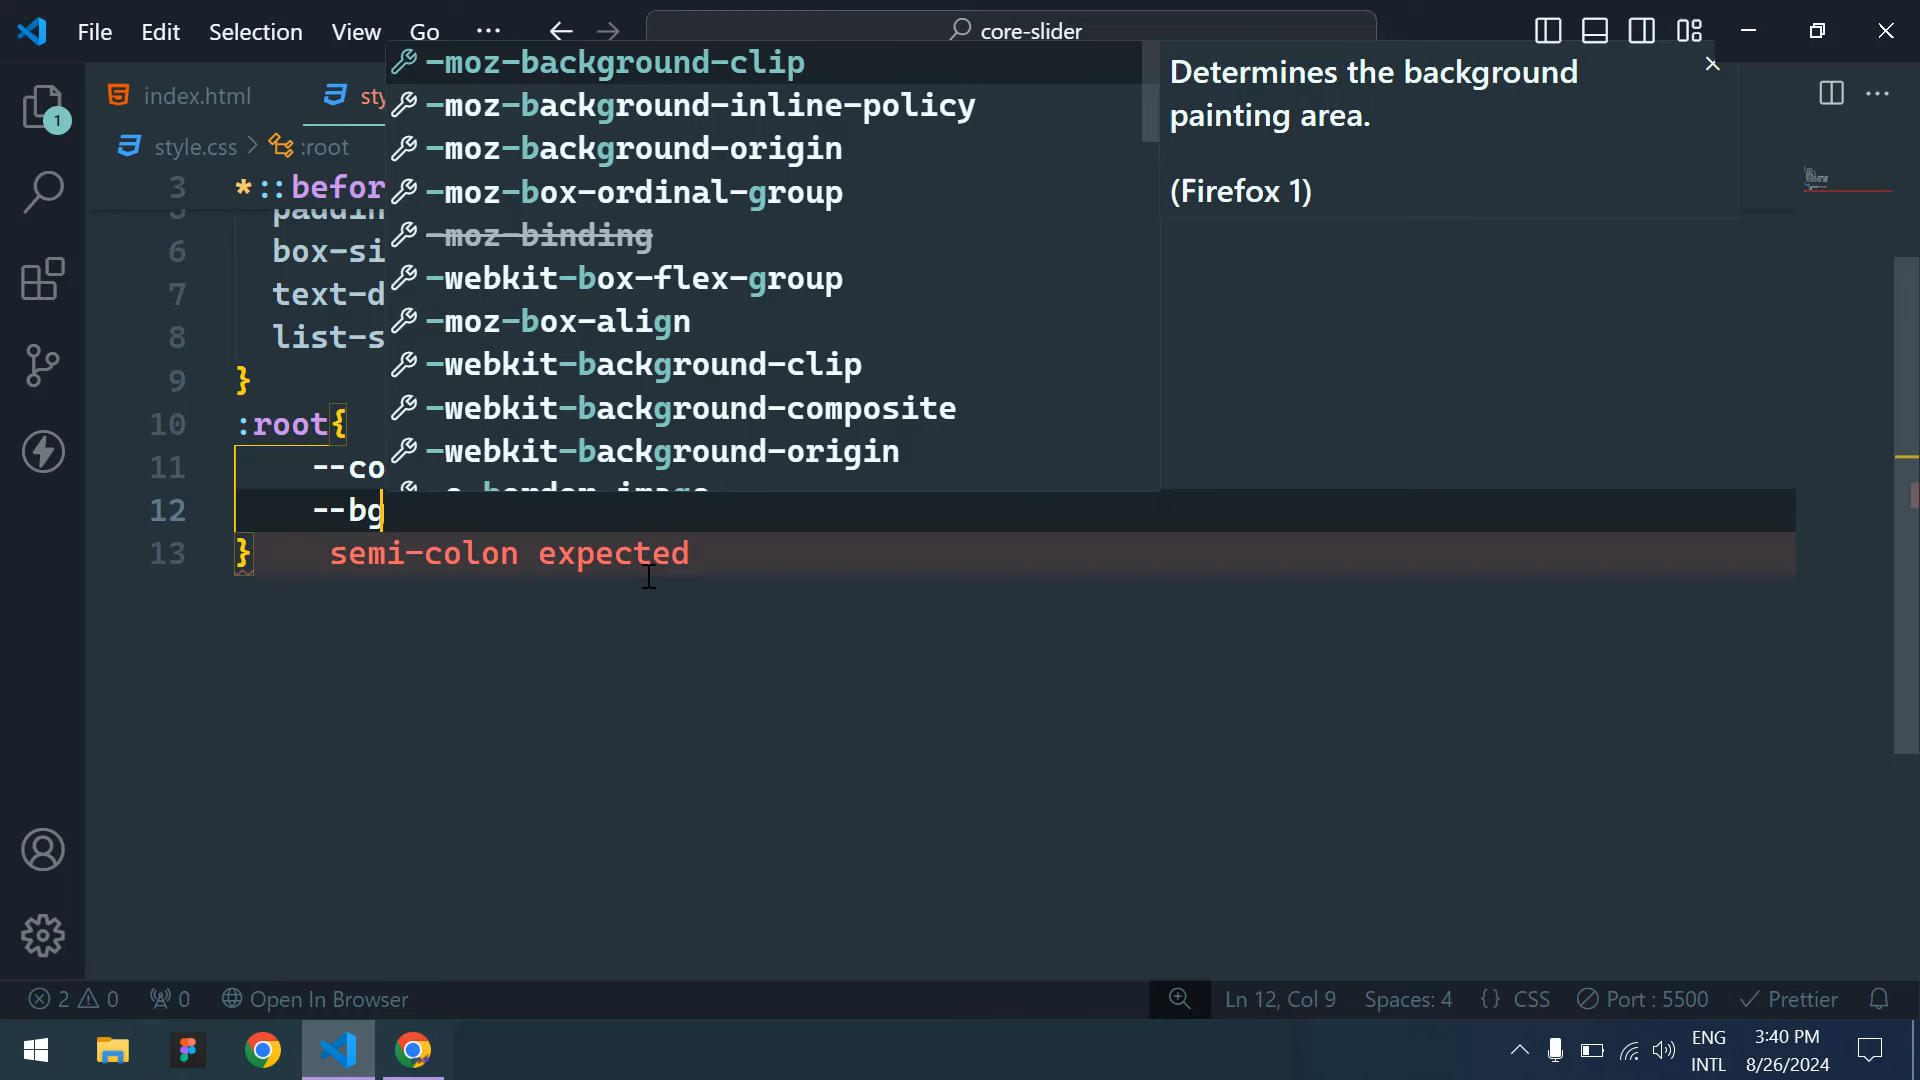 File Edit Selection View Go ··· core-slider
index.html
style.css > :root
1
3 *::befor
6 box-si
7 text-d
8 list-s
9 }
10 :root{
11 --co
12 --bg
13 } semi-colon expected
-moz-background-clip
-moz-background-inline-policy
-moz-background-origin
-moz-box-ordinal-group
-moz-binding
-webkit-box-flex-group
-moz-box-align
-webkit-background-clip
-webkit-background-composite
-webkit-background-origin
Determines the background
painting area.
(Firefox 1)
2 0 0 Open In Browser Ln 12, Col 9 Spaces: 4 {} CSS Port : 5500 Prettier
ENG
INTL
3:40 PM
8/26/2024